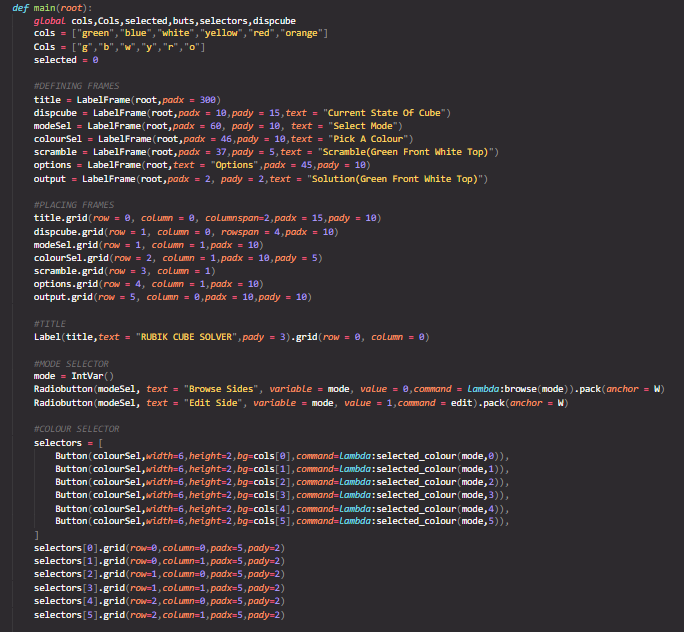 def main(root):
global cols,Cols,selected,buts,selectors,dispcube
cols = ["green","blue","white","yellow","red","orange"]
Cols = ["g","b","w","y","r","o"]
selected = 0
#DEFINING FRAMES
title = LabelFrame(root,padx = 300)
dispcube = LabelFrame(root,padx = 10,pady = 15,text = "Current State Of Cube")
modeSel = LabelFrame(root,padx = 60, pady = 10, text = "Select Mode")
colourSel = LabelFrame(root,padx = 46,pady = 10,text = "Pick A Colour")
scramble = LabelFrame(root,padx = 37,pady = 5,text = "Scramble(Green Front White Top)")
options = LabelFrame(root,text = "Options",padx = 45,pady = 10)
output = LabelFrame(root,padx = 2, pady = 2,text = "Solution(Green Front White Top)")
#PLACING FRAMES
title.grid(row = 0, column = 0, columnspan=2,padx = 15,pady = 10)
dispcube.grid(row = 1, column = 0, rowspan = 4,padx = 10)
modeSel.grid(row = 1, column = 1,padx = 10)
colourSel.grid(row = 2, column = 1,padx = 10,pady = 5)
scramble.grid(row = 3, column = 1)
options.grid(row = 4, column = 1,padx = 10)
output.grid(row = 5, column = 0,padx = 10,pady = 10)
#TITLE
Label(title,text = "RUBIK CUBE SOLVER",pady = 3).grid(row = 0, column = 0)
#MODE SELECTOR
mode = IntVar()
Radiobutton(modeSel, text = "Browse Sides", variable = mode, value = 0,command = lambda:browse(mode)).pack(anchor = W)
Radiobutton(modeSel, text = "Edit Side", variable = mode, value = 1,command = edit).pack(anchor = W)
#COLOUR SELECTOR
selectors = [
Button(colourSel,width=6,height=2,bg=cols[0],command=lambda:selected_colour(mode,0)),
Button(colourSel,width=6,height=2,bg=cols[1],command=lambda:selected_colour(mode,1)),
Button(colourSel,width=6,height=2,bg=cols[2],command=lambda:selected_colour(mode,2)),
Button(colourSel,width=6,height=2,bg=cols[3],command=lambda:selected_colour(mode,3)),
Button(colourSel,width=6,height=2,bg=cols[4],command=lambda:selected_colour(mode,4)),
Button(colourSel,width=6,height=2,bg=cols[5],command=lambda:selected_colour(mode,5)),
]
selectors[0].grid(row=0,column=0,padx=5,pady=2)
selectors[1].grid(row=0,column=1,padx=5,pady=2)
selectors[2].grid(row=1,column=0,padx=5,pady=2)
selectors[3].grid(row=1,column=1,padx=5,pady=2)
selectors[4].grid(row=2,column=0,padx=5,pady=2)
selectors[5].grid(row=2,column=1,padx=5,pady=2)